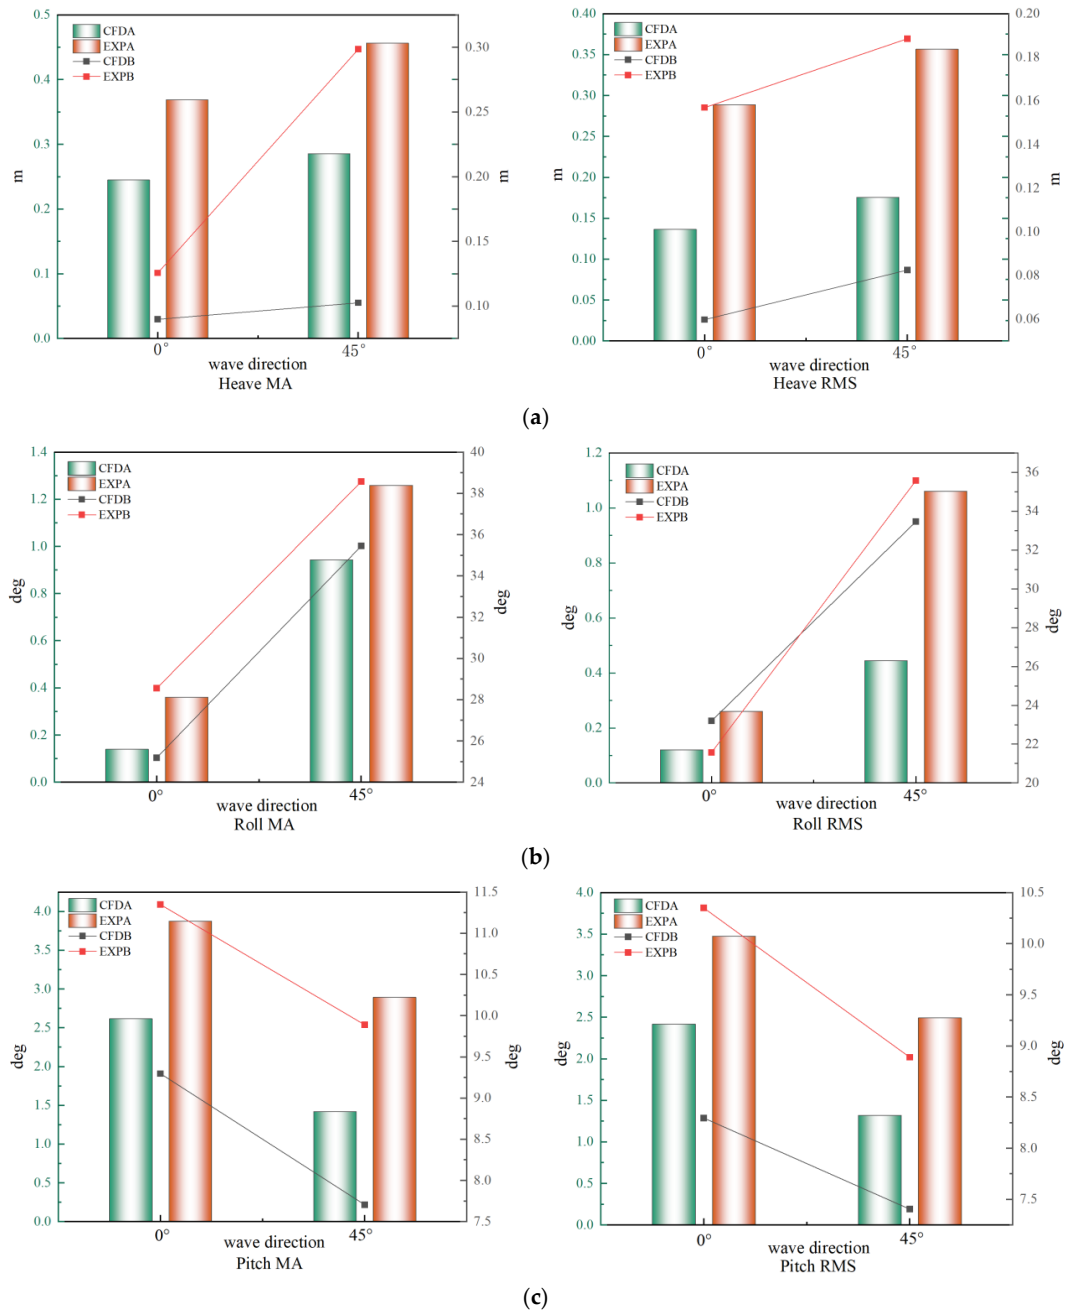 0.5
0.4
0.3
0.2
0.1
0.0
m
CFDA
EXPA
CFDB
EXPB
0.30
0.25
0.20
0.15
0.10
m
0°
45°
wave direction
Heave MA
0.40
0.35
0.30
0.25
0.20
0.15
0.10
0.05
0.00
m
CFDA
EXPA
CFDB
EXPB
0.20
0.18
0.16
0.14
0.12
0.10
0.08
0.06
m
0°
45°
wave direction
Heave RMS
(a)
1.4
1.2
1.0
0.8
0.6
0.4
0.2
0.0
deg
CFDA
EXPA
CFDB
EXPB
40
38
36
34
32
30
28
26
24
deg
0°
45°
wave direction
Roll MA
1.2
1.0
0.8
0.6
0.4
0.2
0.0
deg
CFDA
EXPA
CFDB
EXPB
36
34
32
30
28
26
24
22
20
deg
0°
45°
wave direction
Roll RMS
(b)
4.0
3.5
3.0
2.5
2.0
1.5
1.0
0.5
0.0
deg
CFDA
EXPA
CFDB
EXPB
11.5
11.0
10.5
10.0
9.5
9.0
8.5
8.0
7.5
deg
0°
45°
wave direction
Pitch MA
4.0
3.5
3.0
2.5
2.0
1.5
1.0
0.5
0.0
deg
CFDA
EXPA
CFDB
EXPB
10.5
10.0
9.5
9.0
8.5
8.0
7.5
deg
0°
45°
wave direction
Pitch RMS
(c)